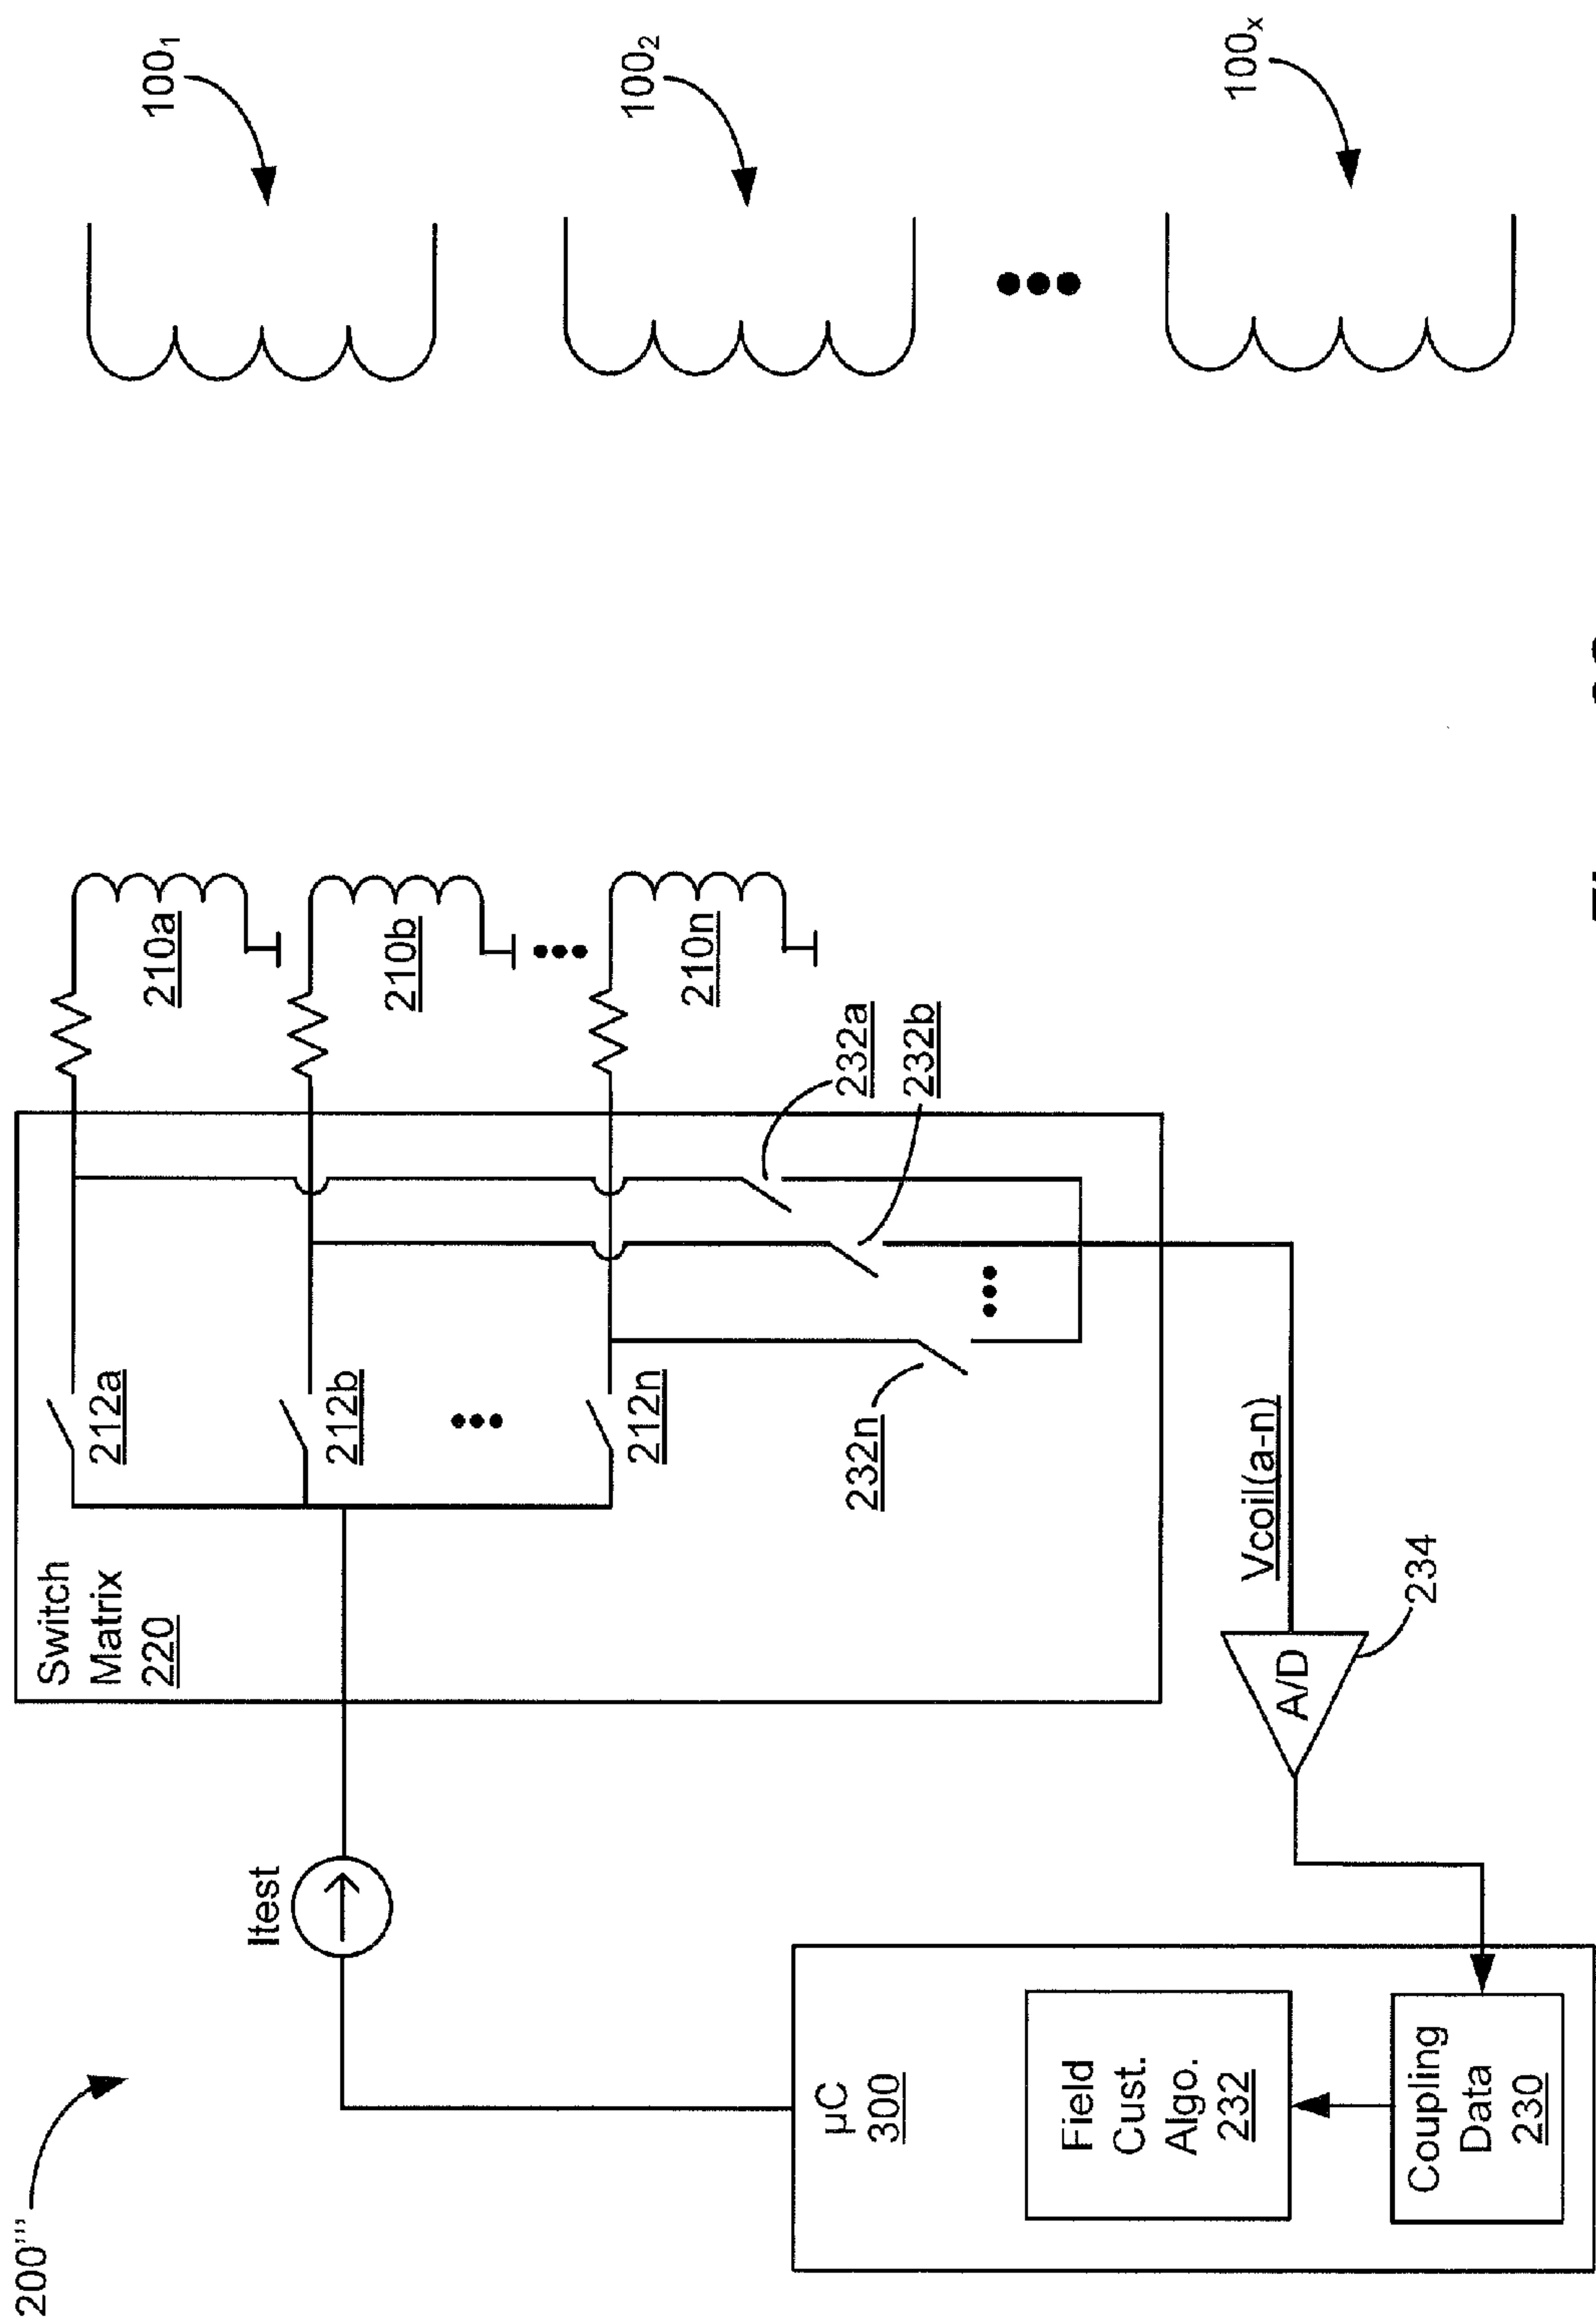 200'''
Itest
Switch
Matrix
220
212a
212b
212n
210a
210b
210n
232a
232b
232n
Vcoil(a-n)
A/D
234
µC
300
Field
Cust.
Algo.
232
Coupling
Data
230
100₁
100₂
100ₓ